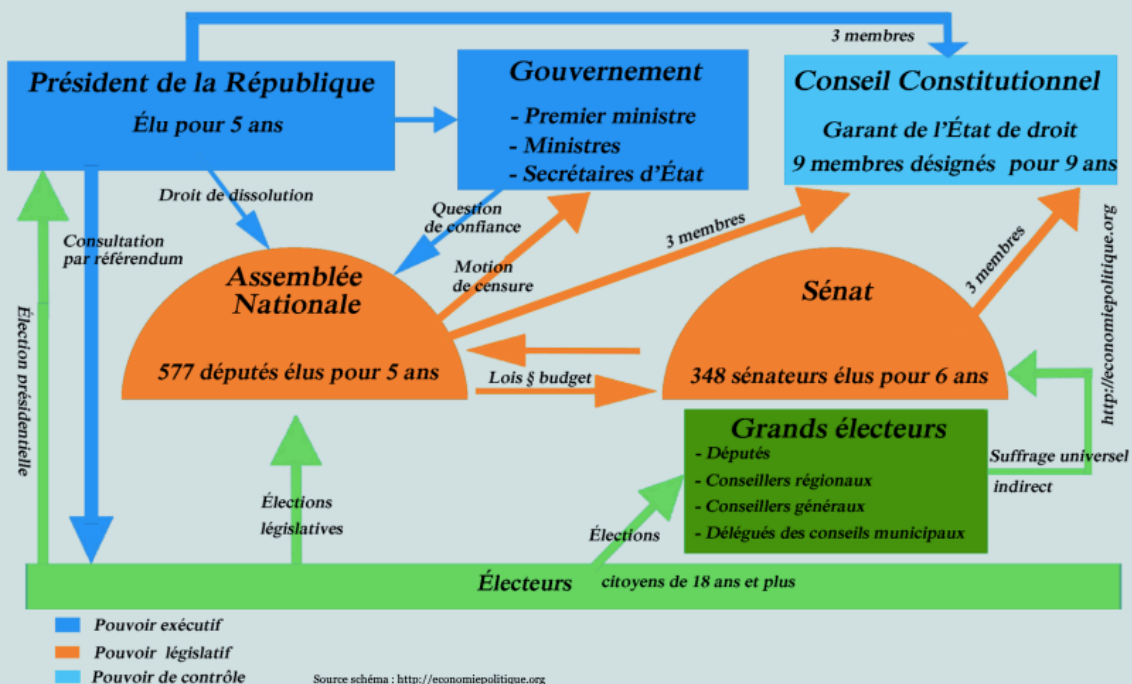 3 membres
Président de la République
Élu pour 5 ans
Gouvernement
- Premier ministre
- Ministres
- Secrétaires d'État
Conseil Constitutionnel
Garant de l'État de droit
9 membres désignés pour 9 ans
Droit de dissolution
Question
de confiance
Consultation
par référendum
Motion
de censure
3 membres
3 membres
http://economiepolitique.org
Élection présidentielle
Assemblée
Nationale
577 députés élus pour 5 ans
Sénat
348 sénateurs élus pour 6 ans
Lois § budget
Grands électeurs
- Députés
- Conseillers régionaux
- Conseillers généraux
- Délégués des conseils municipaux
Suffrage universel
indirect
Élections
législatives
Élections
Électeurs citoyens de 18 ans et plus
Pouvoir exécutif
Pouvoir législatif
Pouvoir de contrôle
Source schéma : http://economiepolitique.org